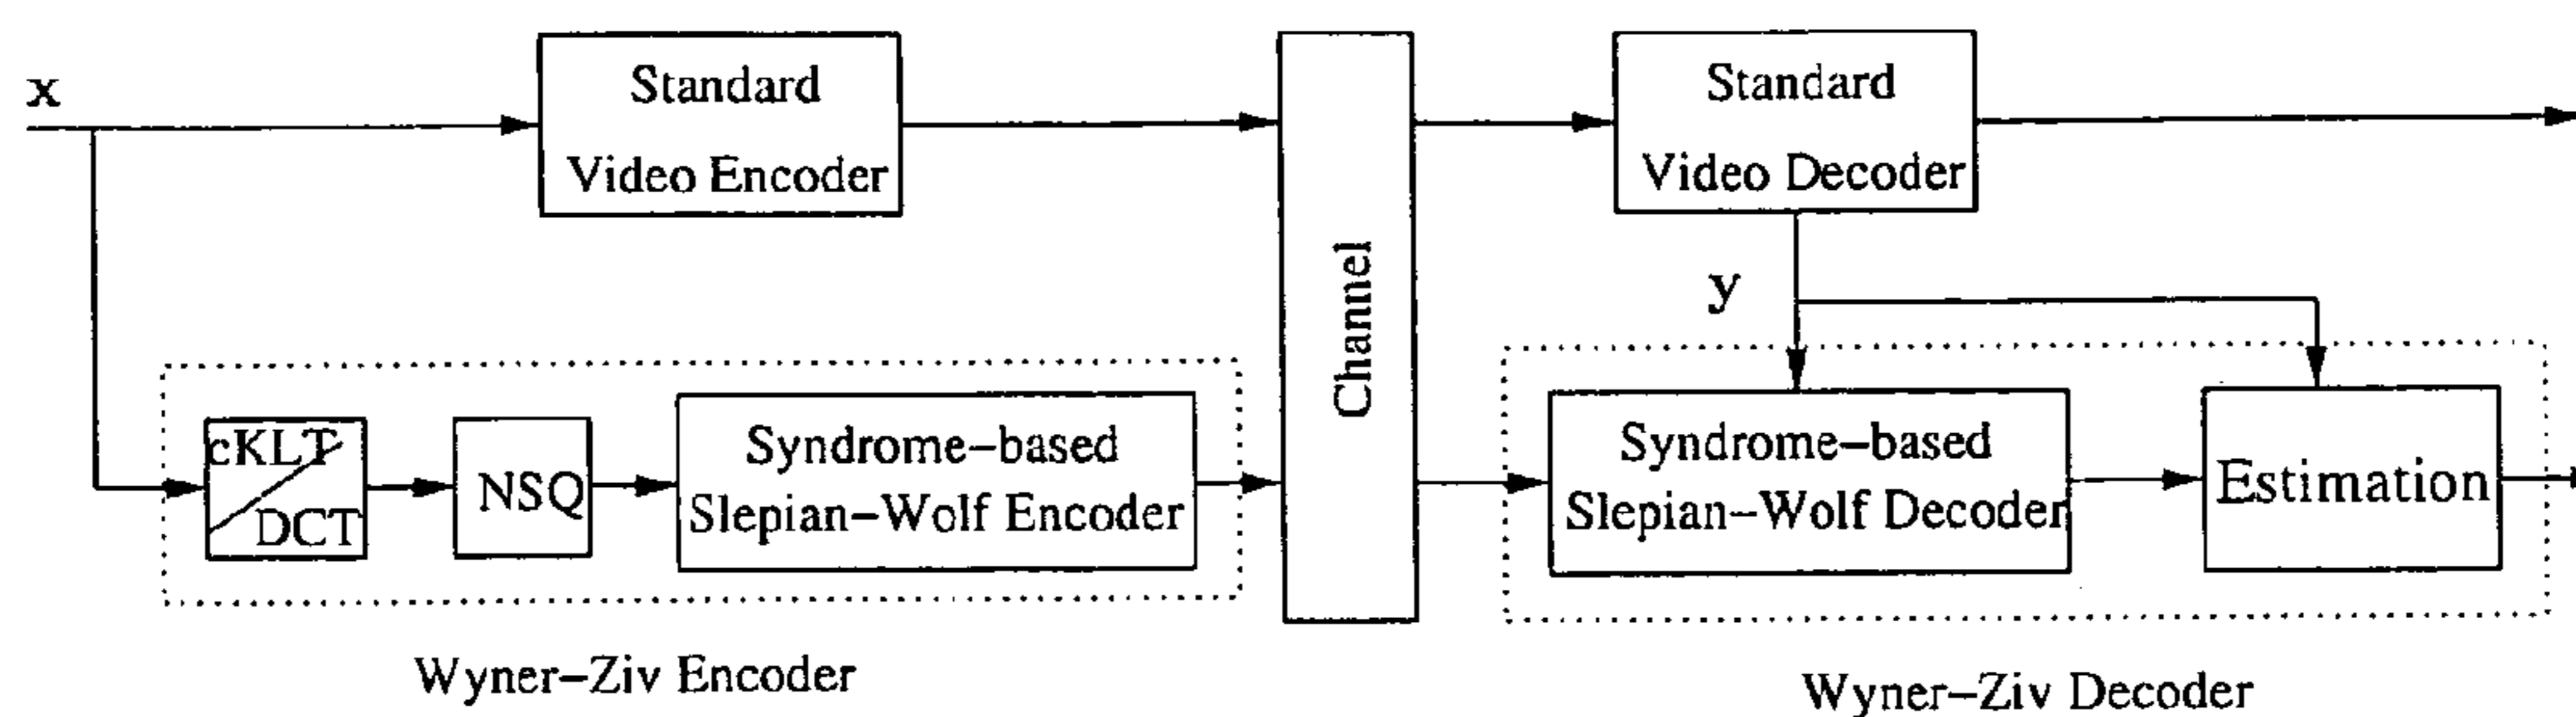 x
Standard
Video Encoder
Channel
Standard
Video Decoder
y
cKLT
DCT
NSQ
Syndrome–based
Slepian–Wolf Encoder
Syndrome–based
Slepian–Wolf Decoder
Estimation
Wyner–Ziv Encoder
Wyner–Ziv Decoder